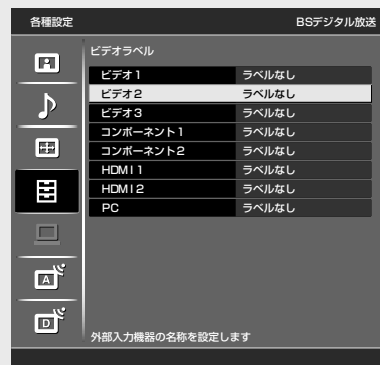 各種設定 BSデジタル放送
ビデオラベル
ビデオ1 ラベルなし
ビデオ2 ラベルなし
ビデオ3 ラベルなし
コンポーネント1 ラベルなし
コンポーネント2 ラベルなし
HDMI1 ラベルなし
HDMI2 ラベルなし
PC ラベルなし
A
D
外部入力機器の名称を設定します